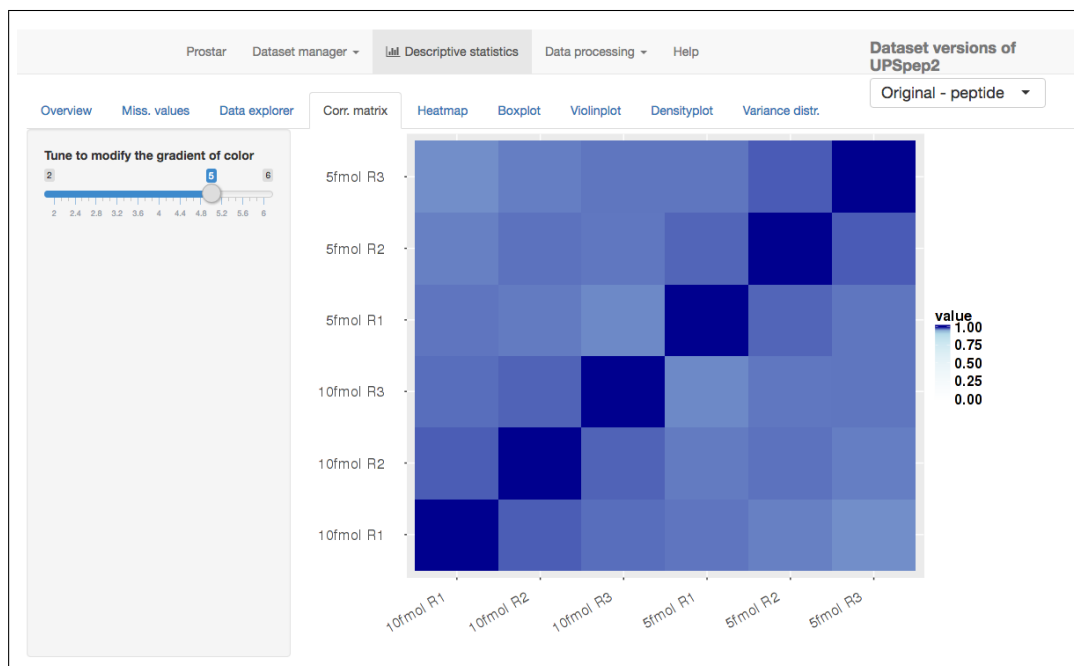 Prostar Dataset manager Descriptive statistics Data processing Help
Dataset versions of
UPSpep2
Original - peptide
Overview Miss. values Data explorer Corr. matrix Heatmap Boxplot Violinplot Densityplot Variance distr.
Tune to modify the gradient of color
2 5 6
2 2.4 2.8 3.2 3.6 4 4.4 4.8 5.2 5.6 6
5fmol R3
5fmol R2
5fmol R1
10fmol R3
10fmol R2
10fmol R1
10fmol R1 10fmol R2 10fmol R3 5fmol R1 5fmol R2 5fmol R3
value
1.00
0.75
0.50
0.25
0.00